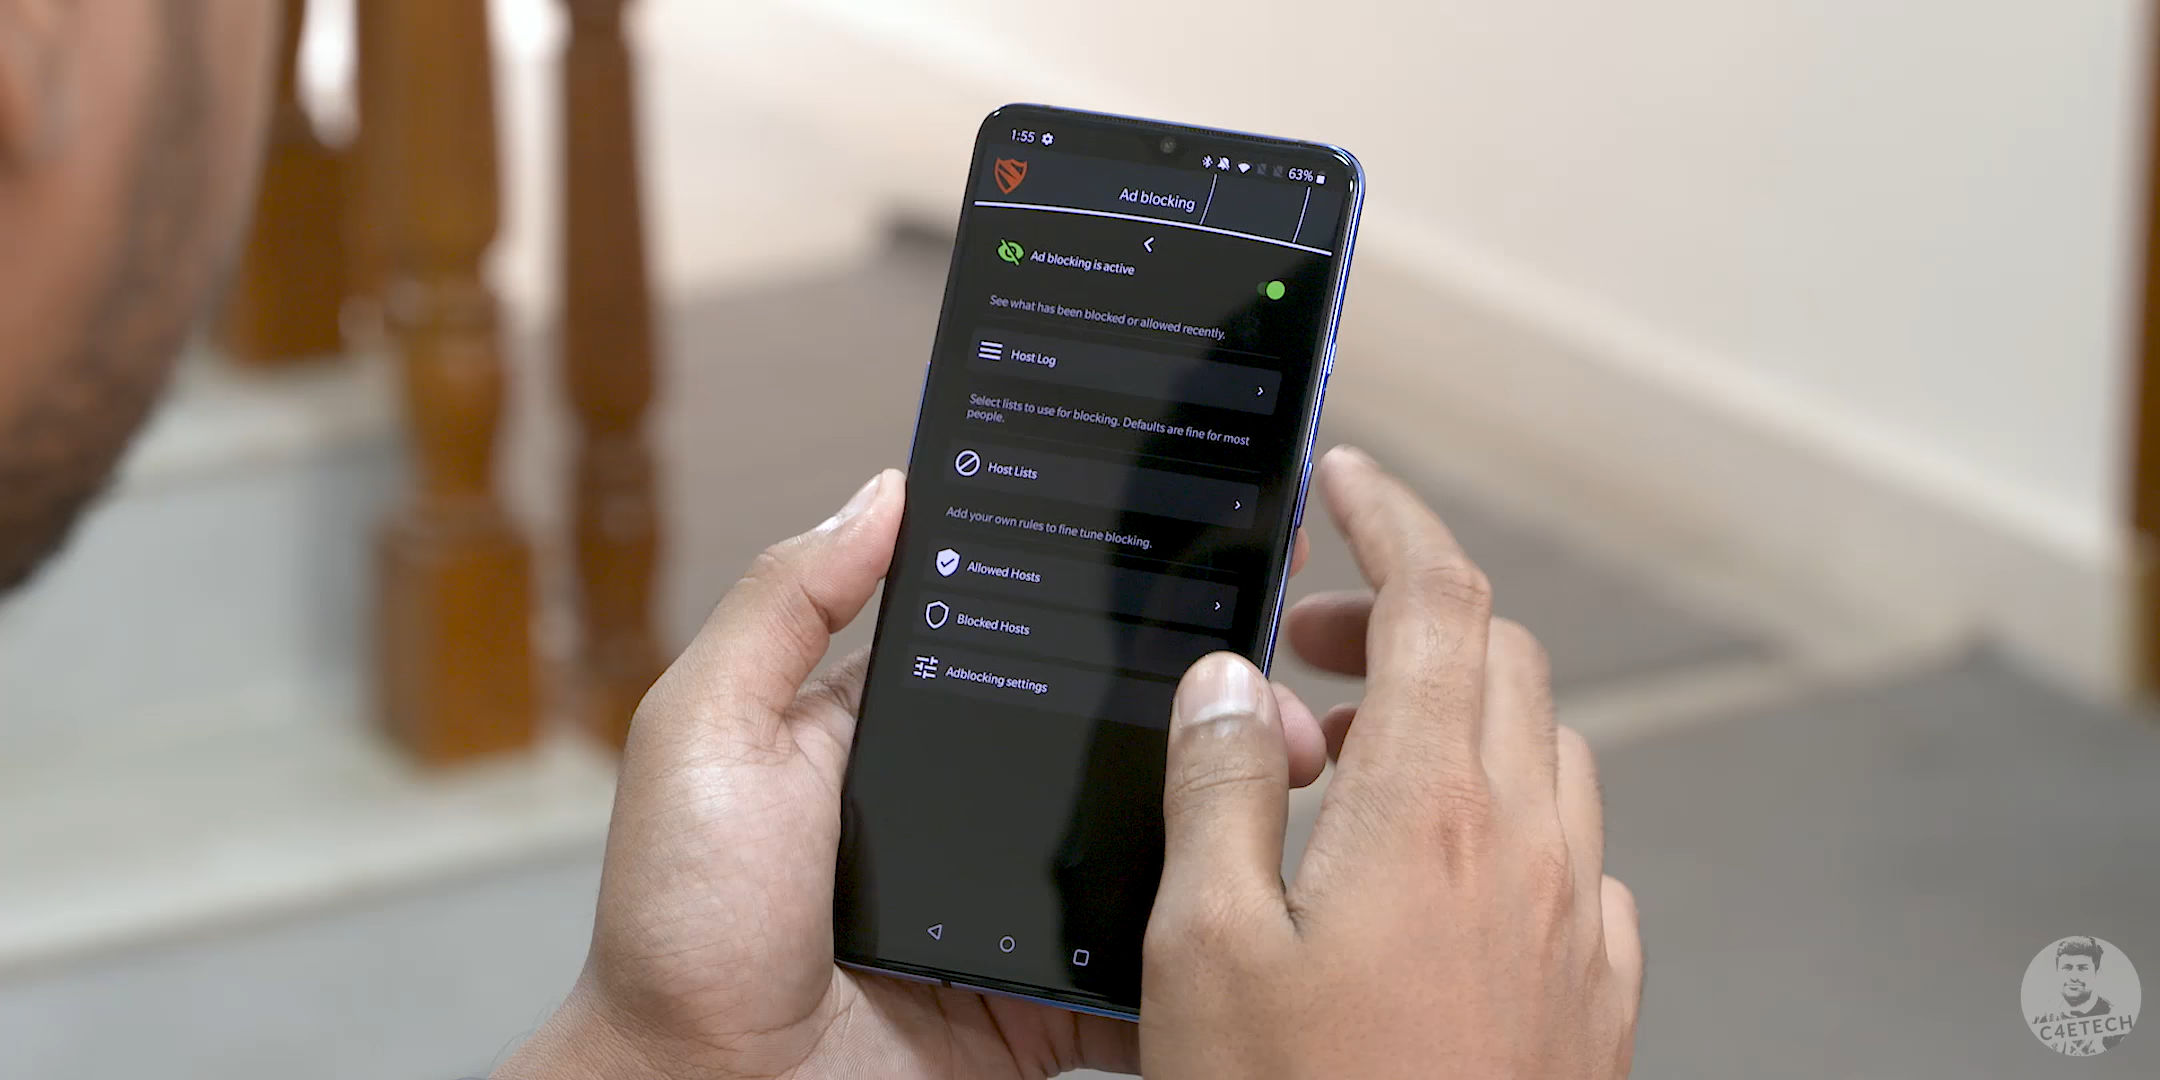 1:55
63%
Ad blocking
Ad blocking is active
See what has been blocked or allowed recently.
Host Log
Select lists to use for blocking. Defaults are fine for most
people.
Host Lists
Add your own rules to fine tune blocking.
Allowed Hosts
Blocked Hosts
Adblocking settings
C4ETECH